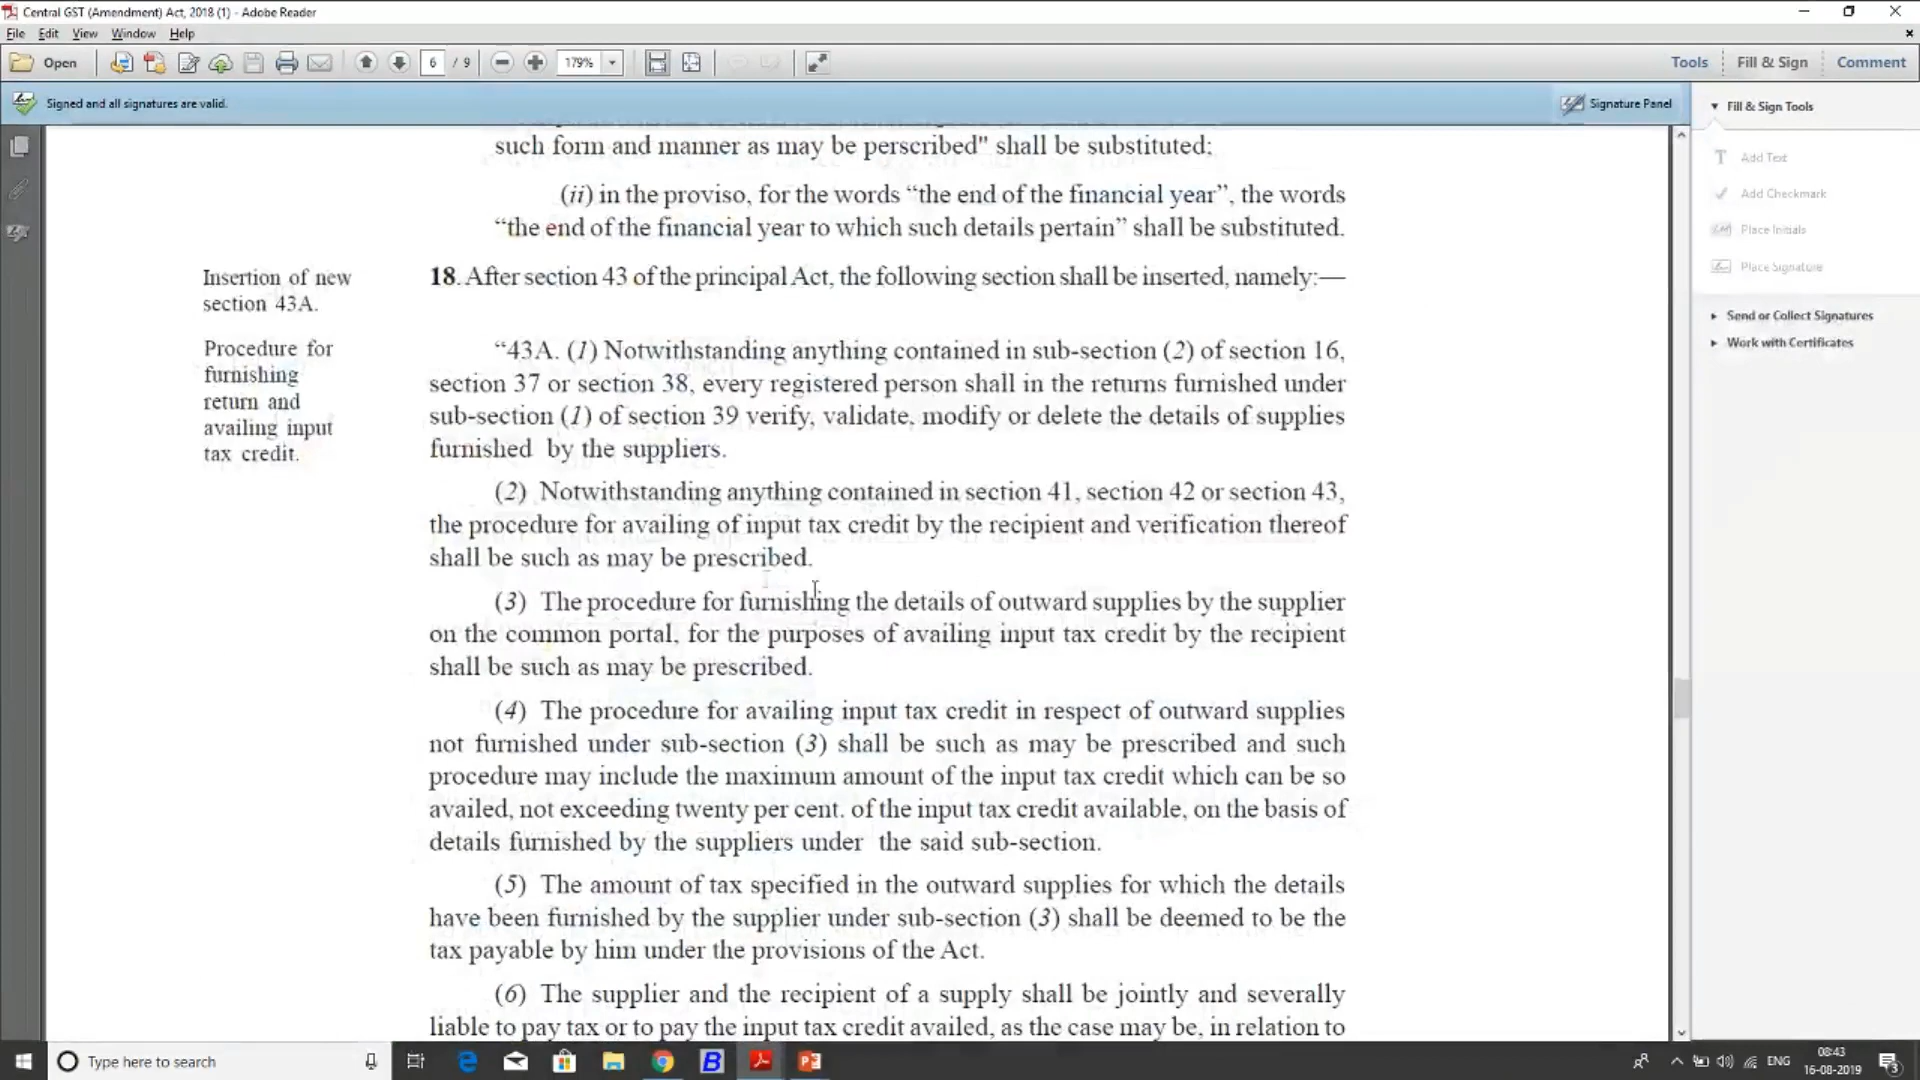 Central GST (Amendment) Act, 2018 (1) - Adobe Reader
File Edit View Window Help
Open 6 / 9 179% Tools Fill & Sign Comment
Signed and all signatures are valid. Signature Panel
Fill & Sign Tools
Add Text
Add Checkmark
Place Initials
Place Signature
Send or Collect Signatures
Work with Certificates
such form and manner as may be perscribed" shall be substituted;
(ii) in the proviso, for the words “the end of the financial year”, the words
“the end of the financial year to which such details pertain” shall be substituted.
Insertion of new
section 43A.
18. After section 43 of the principal Act, the following section shall be inserted, namely:—
Procedure for
furnishing
return and
availing input
tax credit.
“43A. (1) Notwithstanding anything contained in sub-section (2) of section 16,
section 37 or section 38, every registered person shall in the returns furnished under
sub-section (1) of section 39 verify, validate, modify or delete the details of supplies
furnished by the suppliers.
(2) Notwithstanding anything contained in section 41, section 42 or section 43,
the procedure for availing of input tax credit by the recipient and verification thereof
shall be such as may be prescribed.
(3) The procedure for furnishing the details of outward supplies by the supplier
on the common portal, for the purposes of availing input tax credit by the recipient
shall be such as may be prescribed.
(4) The procedure for availing input tax credit in respect of outward supplies
not furnished under sub-section (3) shall be such as may be prescribed and such
procedure may include the maximum amount of the input tax credit which can be so
availed, not exceeding twenty per cent. of the input tax credit available, on the basis of
details furnished by the suppliers under the said sub-section.
(5) The amount of tax specified in the outward supplies for which the details
have been furnished by the supplier under sub-section (3) shall be deemed to be the
tax payable by him under the provisions of the Act.
(6) The supplier and the recipient of a supply shall be jointly and severally
liable to pay tax or to pay the input tax credit availed, as the case may be, in relation to
Type here to search
ENG
08:43
16-08-2019
3